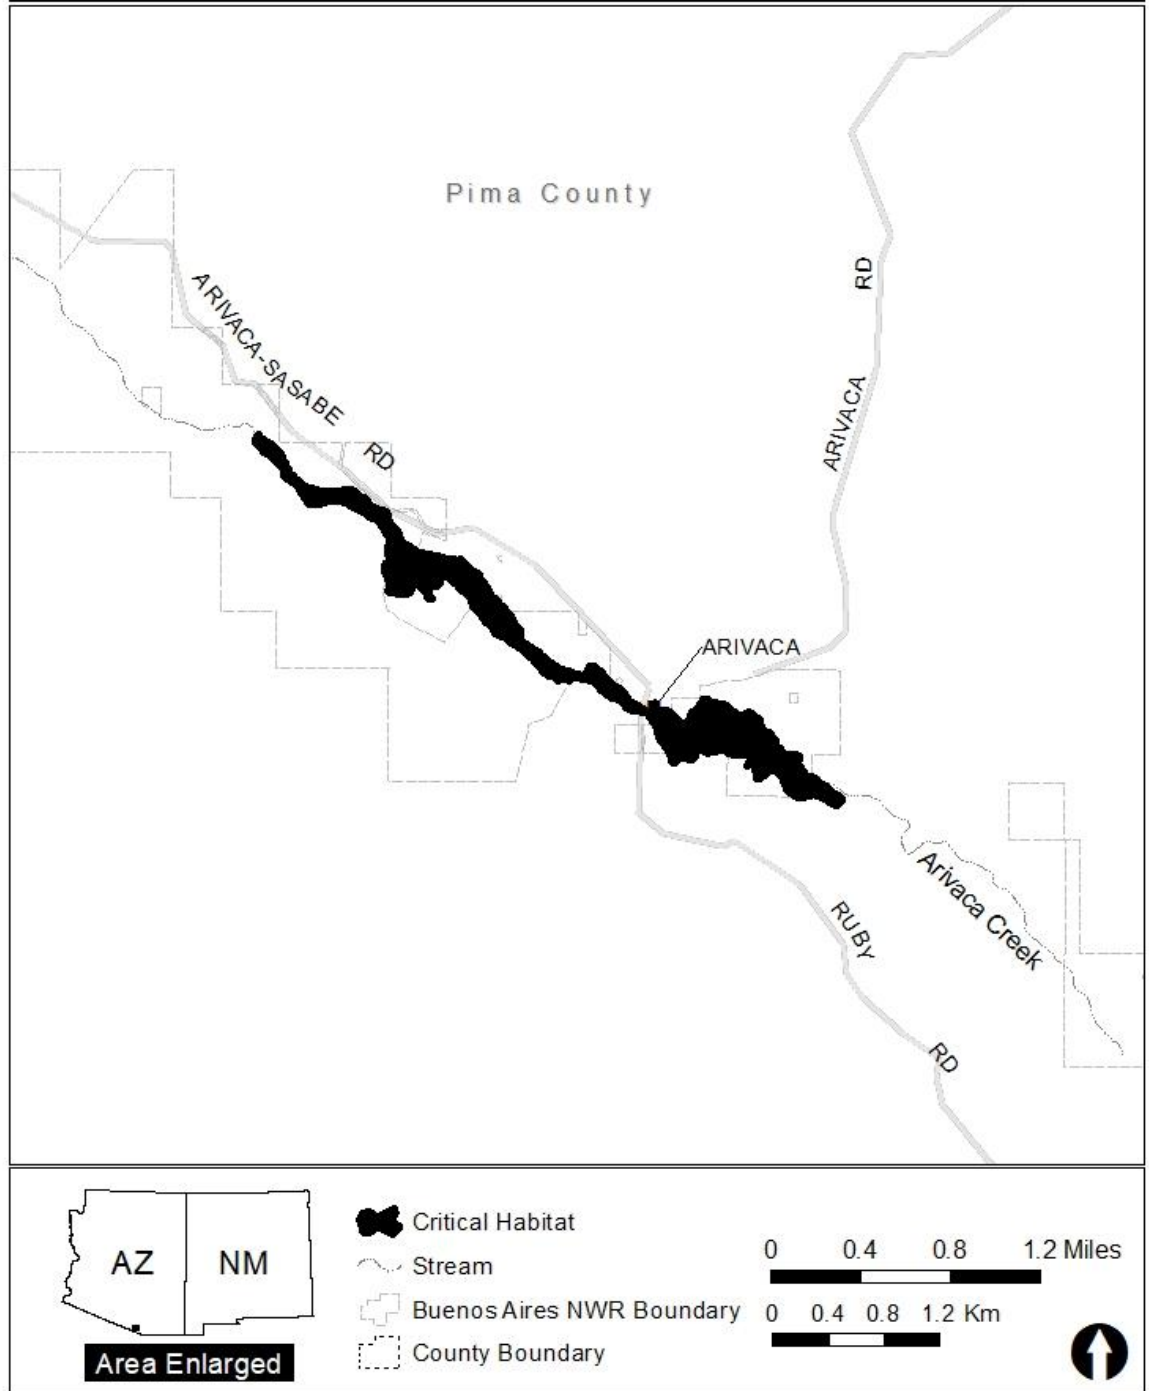 Pima County
ARIVACA-SASABE RD
ARIVACA RD
ARIVACA
Arivaca Creek
RUBY RD
AZ
NM
Area Enlarged
Critical Habitat
Stream
Buenos Aires NWR Boundary
County Boundary
0 0.4 0.8 1.2 Miles
0 0.4 0.8 1.2 Km